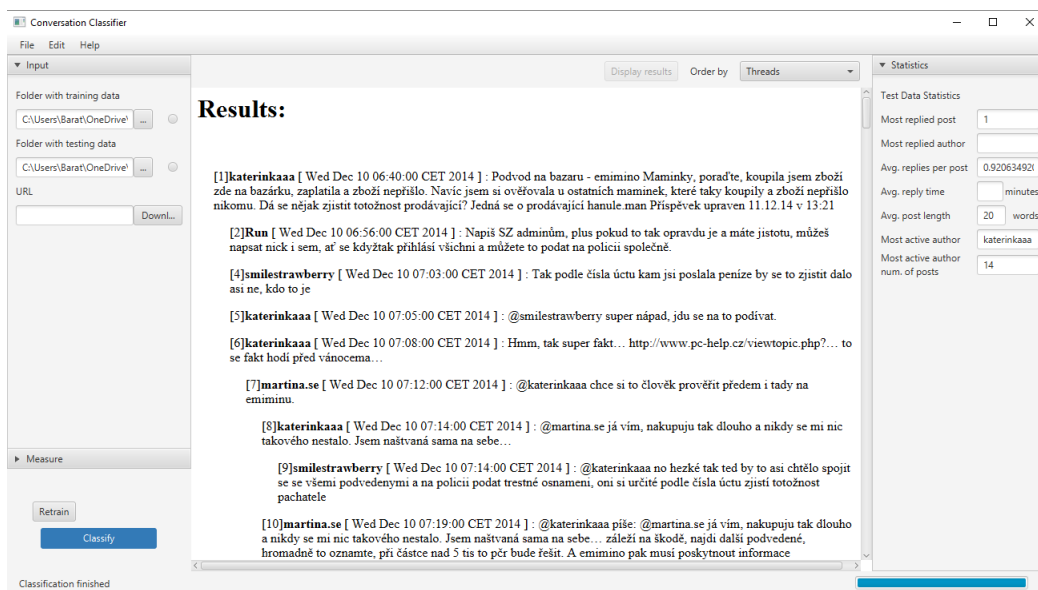 Conversation Classifier
File Edit Help
Input
Folder with training data
C:\Users\Barat\OneDrive\ ...
Folder with testing data
C:\Users\Barat\OneDrive\ ...
URL
Downl...
Measure
Retrain
Classify
Classification finished
Display results Order by Threads
Results:
[1]katerinkaaa [ Wed Dec 10 06:40:00 CET 2014 ] : Podvod na bazaru - emimino Maminky, poraďte, koupila jsem zboží
zde na bazárku, zaplatila a zboží nepřišlo. Navíc jsem si ověřovala u ostatních maminek, které taky koupily a zboží nepřišlo
nikomu. Dá se nějak zjistit totožnost prodávající? Jedná se o prodávající hanule.man Příspěvek upraven 11.12.14 v 13:21
[2]Run [ Wed Dec 10 06:56:00 CET 2014 ] : Napiš SZ adminům, plus pokud to tak opravdu je a máte jistotu, můžeš
napsat nick i sem, ať se kdyžtak přihlásí všichni a můžete to podat na policii společně.
[4]smilestrawberry [ Wed Dec 10 07:03:00 CET 2014 ] : Tak podle čísla účtu kam jsi poslala peníze by se to zjistit dalo
asi ne, kdo to je
[5]katerinkaaa [ Wed Dec 10 07:05:00 CET 2014 ] : @smilestrawberry super nápad, jdu se na to podívat.
[6]katerinkaaa [ Wed Dec 10 07:08:00 CET 2014 ] : Hmm, tak super fakt… http://www.pc-help.cz/viewtopic.php?… to
se fakt hodí před vánocema…
[7]martina.se [ Wed Dec 10 07:12:00 CET 2014 ] : @katerinkaaa chce si to člověk prověřit předem i tady na
emiminu.
[8]katerinkaaa [ Wed Dec 10 07:14:00 CET 2014 ] : @martina.se já vím, nakupuju tak dlouho a nikdy se mi nic
takového nestalo. Jsem naštvaná sama na sebe…
[9]smilestrawberry [ Wed Dec 10 07:14:00 CET 2014 ] : @katerinkaaa no hezké tak ted by to asi chtělo spojit
se se všemi podvedenymi a na policii podat trestné osnameni, oni si určité podle čísla účtu zjistí totožnost
pachatele
[10]martina.se [ Wed Dec 10 07:19:00 CET 2014 ] : @katerinkaaa píše: @martina.se já vím, nakupuju tak dlouho
a nikdy se mi nic takového nestalo. Jsem naštvaná sama na sebe… záleží na škodě, najdi další podvedené,
hromadně to oznamte, při částce nad 5 tis to pčr bude řešit. A emimino pak musí poskytnout informace
Statistics
Test Data Statistics
Most replied post 1
Most replied author
Avg. replies per post 0.92063492(
Avg. reply time minutes
Avg. post length 20 words
Most active author katerinkaaa
Most active author
num. of posts 14